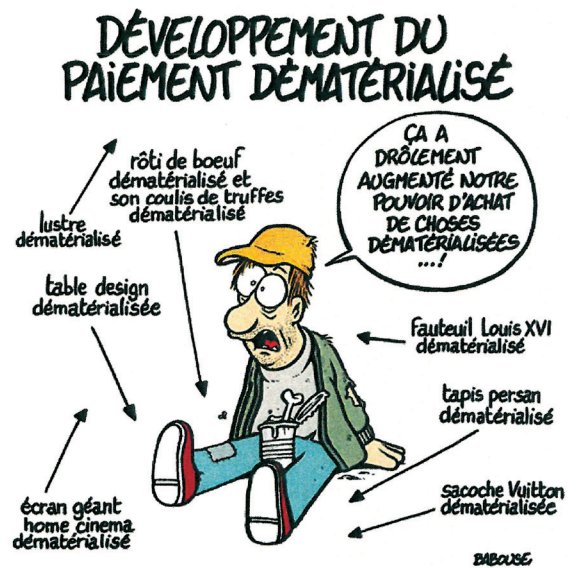 DÉVELOPPEMENT DU
PAiEMENT DÉMATÉRiALiSÉ
ÇA A
DRÔLEMENT
AUGMENTÉ NOTRE
POUVOIR D'ACHAT
DE CHOSES
DÉMATÉRIALISÉES
...!
rôti de boeuf
dématérialisé et
son coulis de truffes
dématérialisé
lustre
dématérialisé
table design
dématérialisée
Fauteuil Louis XVI
dématérialisé
tapis persan
dématérialisé
écran géant
home cinema
dématérialisé
sacoche Vuitton
dématérialisée
BABOUSE